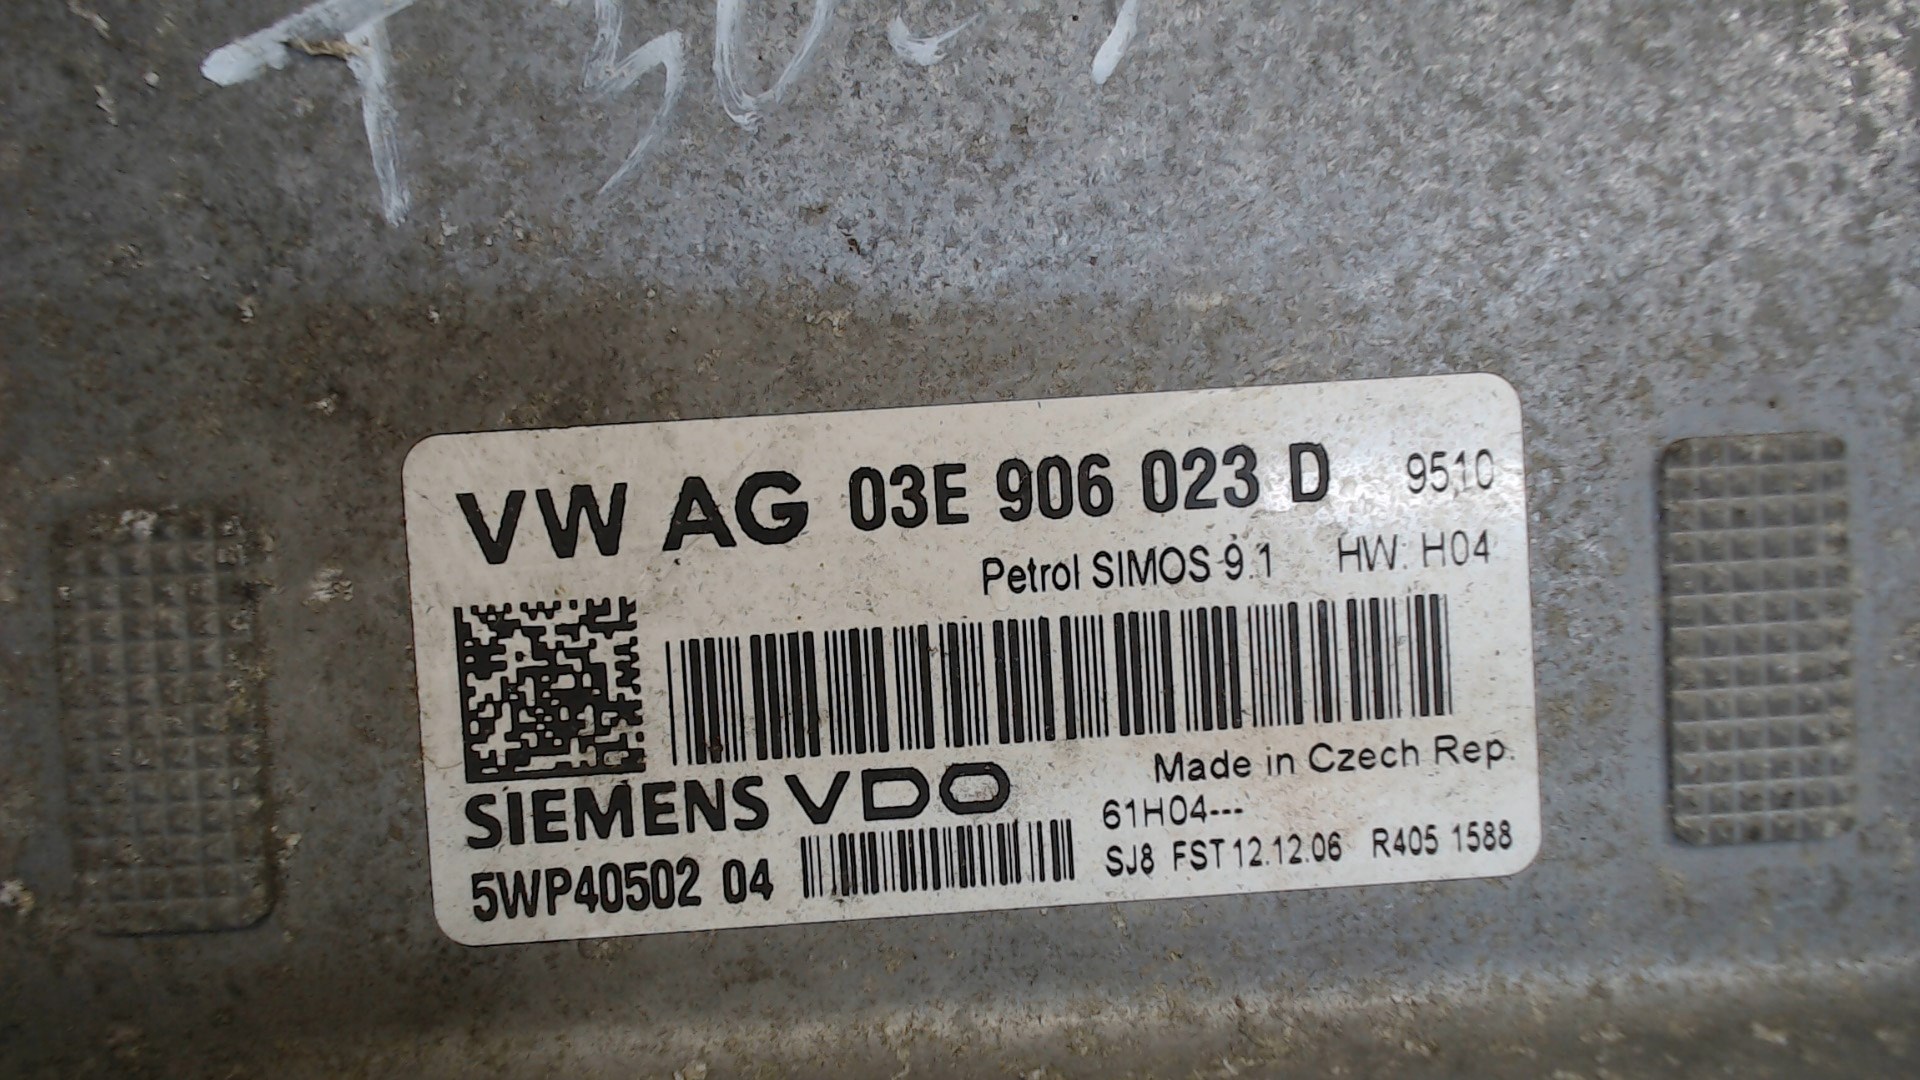 VW AG 03E 906 023 D 9510
Petrol SIMOS 9.1 HW: H04
Made in Czech Rep.
SIEMENS VDO
61H04---
5WP40502 04
SJ8 FST 12.12.06 R405 1588